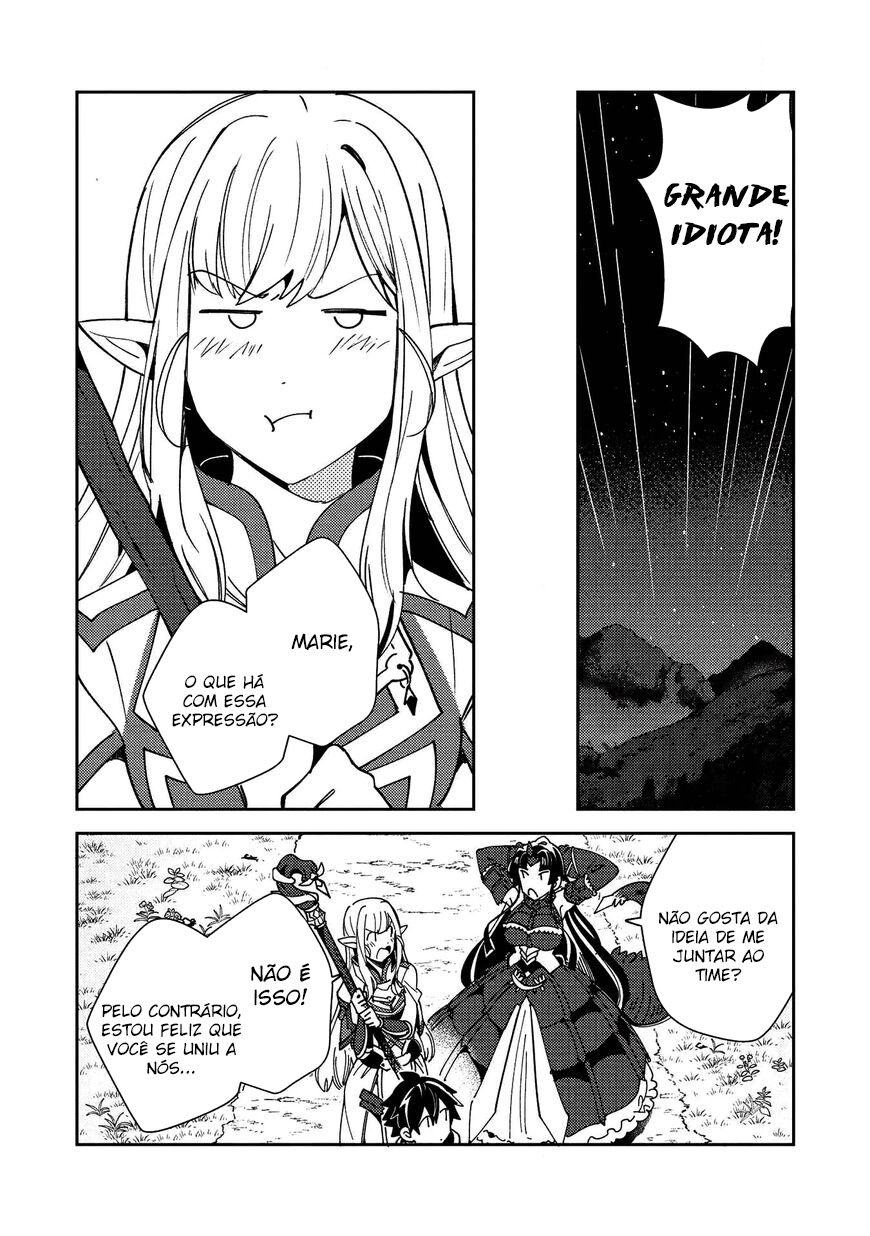 GRANDE
IDIOTA!
MARIE,
O QUE HÁ
COM ESSA
EXPRESSÃO?
NÃO GOSTA DA
IDEIA DE ME
JUNTAR AO
TIME?
NÃO É
ISSO!
PELO CONTRÁRIO,
ESTOU FELIZ QUE
VOCÊ SE UNIU A
NÓS...